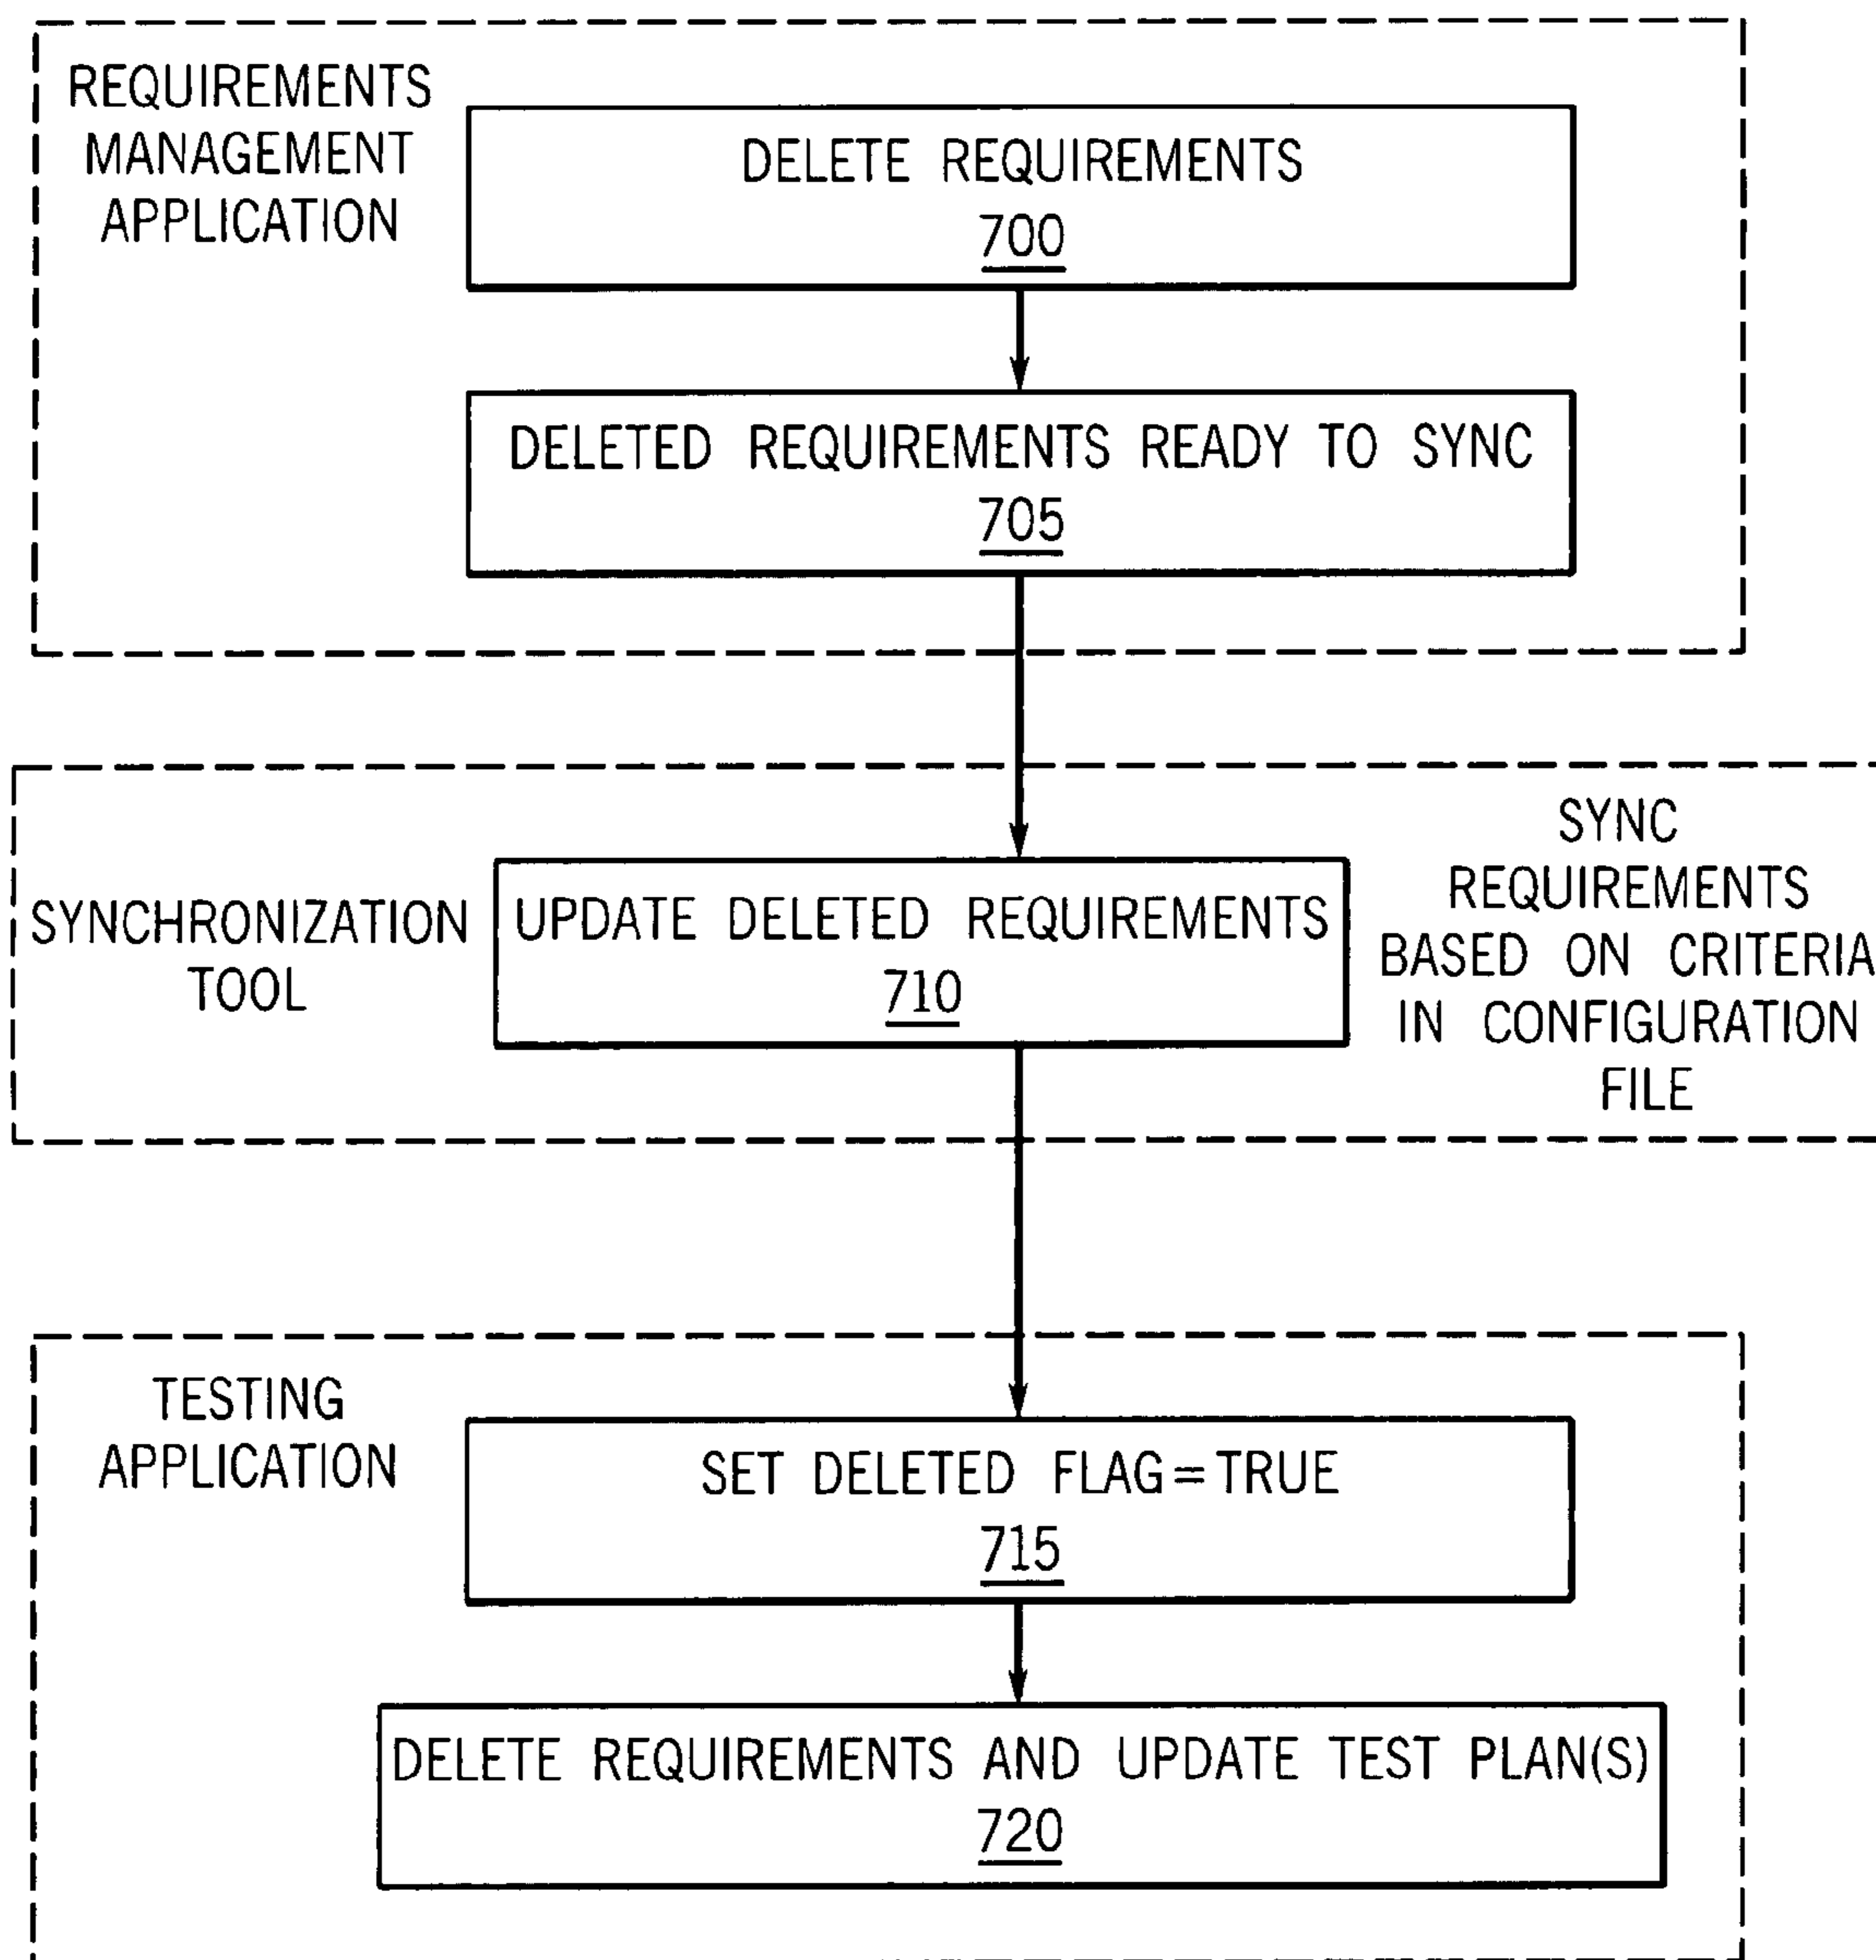 REQUIREMENTS
MANAGEMENT
APPLICATION
DELETE REQUIREMENTS
700
DELETED REQUIREMENTS READY TO SYNC
705
SYNCHRONIZATION
TOOL
UPDATE DELETED REQUIREMENTS
710
SYNC
REQUIREMENTS
BASED ON CRITERIA
IN CONFIGURATION
FILE
TESTING
APPLICATION
SET DELETED FLAG=TRUE
715
DELETE REQUIREMENTS AND UPDATE TEST PLAN(S)
720